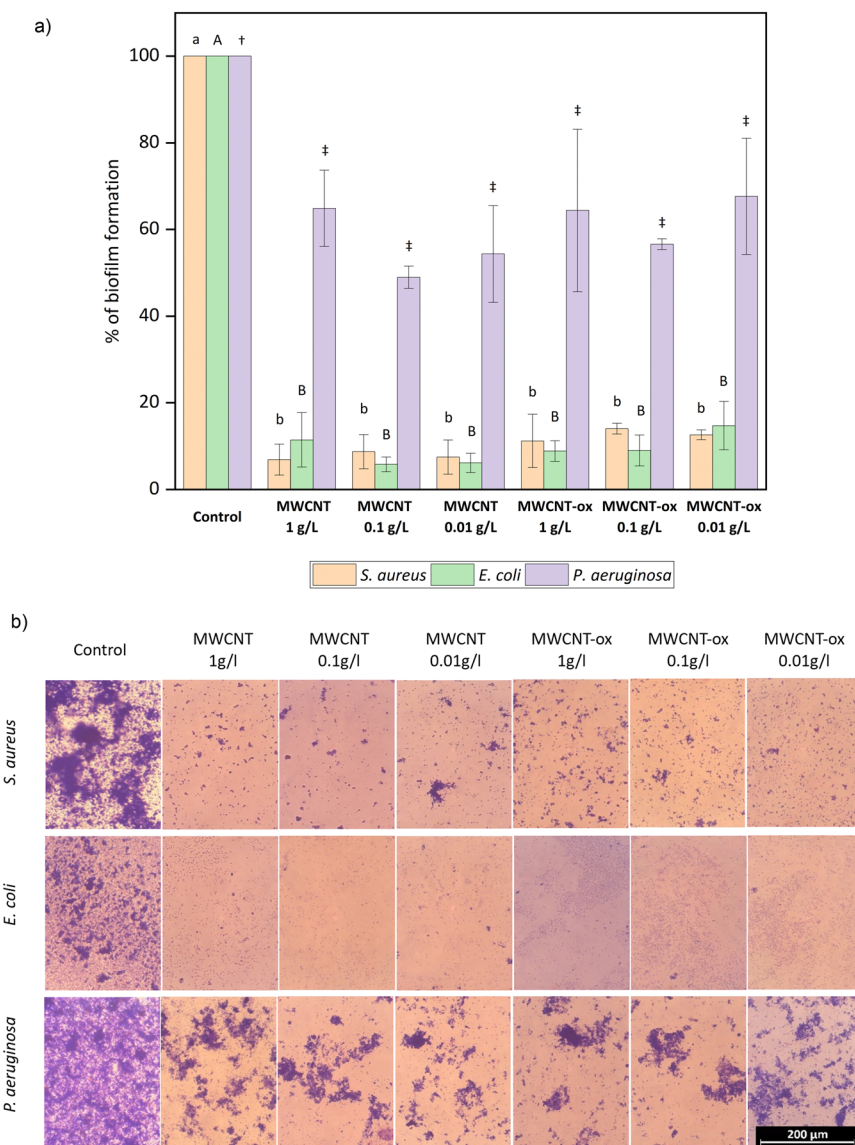 a)
% of biofilm formation
100
80
60
40
20
0
a A †
b B ‡
b B ‡
b B ‡
b B ‡
b B ‡
b B ‡
Control
MWCNT
1 g/L
MWCNT
0.1 g/L
MWCNT
0.01 g/L
MWCNT-ox
1 g/L
MWCNT-ox
0.1 g/L
MWCNT-ox
0.01 g/L
S. aureus E. coli P. aeruginosa
b)
Control
MWCNT
1g/l
MWCNT
0.1g/l
MWCNT
0.01g/l
MWCNT-ox
1g/l
MWCNT-ox
0.1g/l
MWCNT-ox
0.01g/l
S. aureus
E. coli
P. aeruginosa
200 µm